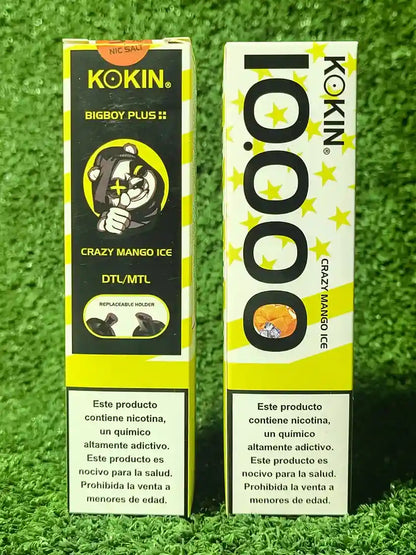 NIC SALT
KOKIN®
BIGBOY PLUS
CRAZY MANGO ICE
DTL/MTL
REPLACEABLE HOLDER
Este producto
contiene nicotina,
un químico
altamente adictivo.
Este producto es
nocivo para la salud.
Prohibida la venta a
menores de edad.
KOKIN®
10.000
CRAZY MANGO ICE
Este producto
contiene nicotina,
un químico
altamente adictivo.
Este producto es
nocivo para la salud.
Prohibida la venta a
menores de edad.